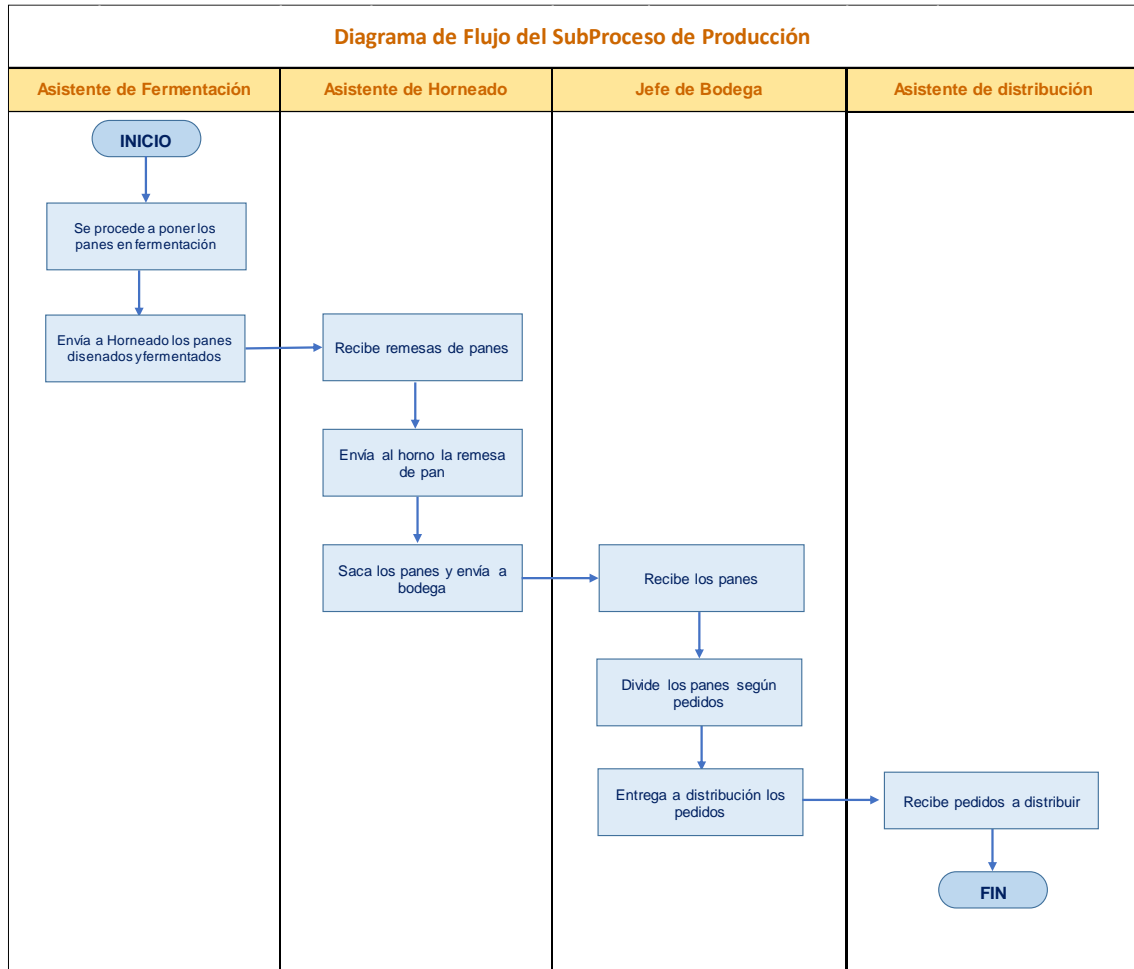 Diagrama de Flujo del SubProceso de Producción
Asistente de Fermentación
Asistente de Horneado
Jefe de Bodega
Asistente de distribución
INICIO
Se procede a poner los
panes en fermentación
Envía a Horneado los panes
disenados y fermentados
Recibe remesas de panes
Envía al horno la remesa
de pan
Saca los panes y envía a
bodega
Recibe los panes
Divide los panes según
pedidos
Entrega a distribución los
pedidos
Recibe pedidos a distribuir
FIN